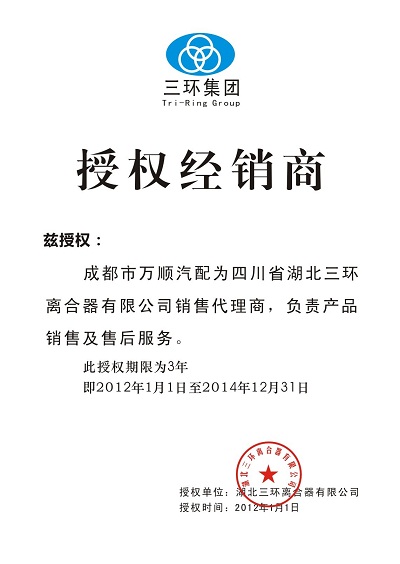 三环集团
Tri-Ring Group
授权经销商
兹授权：
成都市万顺汽配为四川省湖北三环
离合器有限公司销售代理商，负责产品
销售及售后服务。
此授权期限为3年
即2012年1月1日至2014年12月31日
湖北三环离合器有限公司
授权单位：湖北三环离合器有限公司
授权时间：2012年1月1日